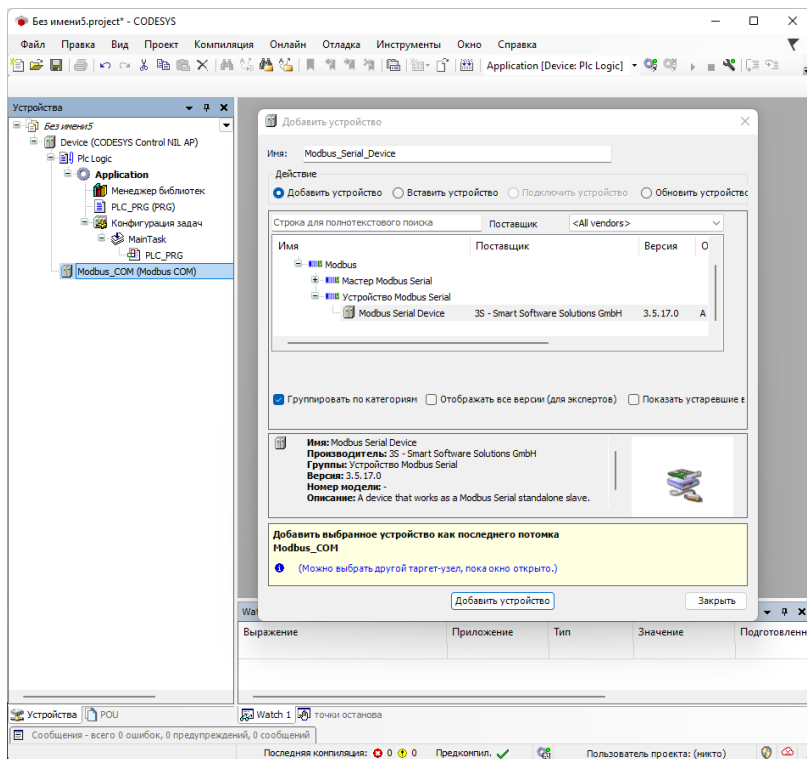 Без имени5.project* - CODESYS
Файл Правка Вид Проект Компиляция Онлайн Отладка Инструменты Окно Справка
Application [Device: Plc Logic]
Устройства
Без имени5
Device (CODESYS Control NIL AP)
Plc Logic
Application
Менеджер библиотек
PLC_PRG (PRG)
Конфигурация задач
MainTask
PLC_PRG
Modbus_COM (Modbus COM)
Добавить устройство
Имя: Modbus_Serial_Device
Действие
Добавить устройство Вставить устройство Подключить устройство Обновить устройство
Строка для полнотекстового поиска Поставщик <All vendors>
Имя Поставщик Версия О
Modbus
Мастер Modbus Serial
Устройство Modbus Serial
Modbus Serial Device 3S - Smart Software Solutions GmbH 3.5.17.0 A
Группировать по категориям Отображать все версии (для экспертов) Показать устаревшие в
Имя: Modbus Serial Device
Производитель: 3S - Smart Software Solutions GmbH
Группы: Устройство Modbus Serial
Версия: 3.5.17.0
Номер модели: -
Описание: A device that works as a Modbus Serial standalone slave.
Добавить выбранное устройство как последнего потомка
Modbus_COM
(Можно выбрать другой таргет-узел, пока окно открыто.)
Добавить устройство Закрыть
Wat
Выражение Приложение Тип Значение Подготовленн
Устройства POU
Watch 1 точки останова
Сообщения - всего 0 ошибок, 0 предупреждений, 0 сообщений
Последняя компиляция: 0 0 Предкомпил. Пользователь проекта: (никто)